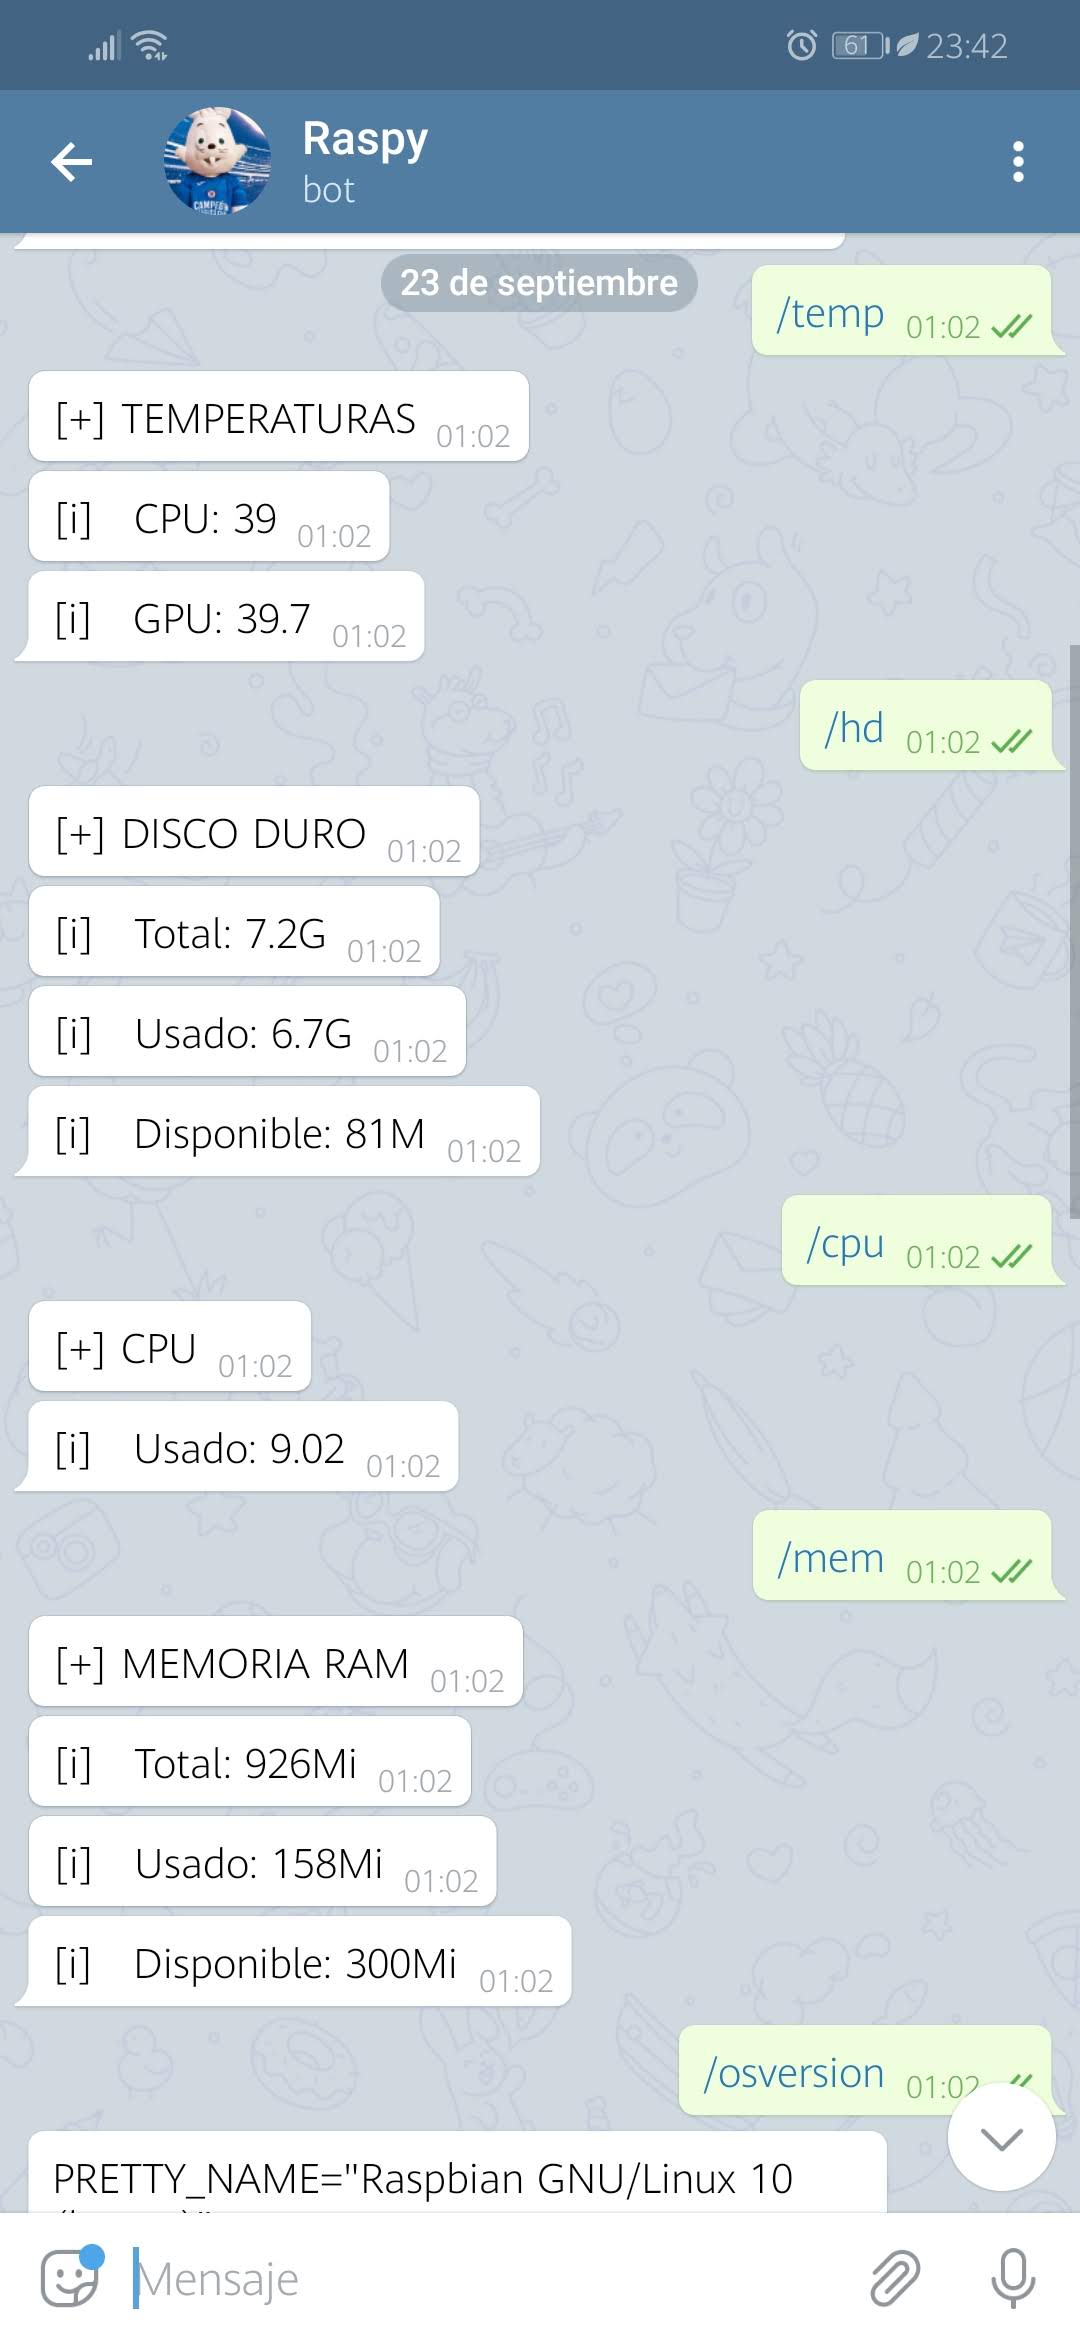 61 23:42
Raspy
bot
23 de septiembre
/temp 01:02
[+] TEMPERATURAS 01:02
[i] CPU: 39 01:02
[i] GPU: 39.7 01:02
/hd 01:02
[+] DISCO DURO 01:02
[i] Total: 7.2G 01:02
[i] Usado: 6.7G 01:02
[i] Disponible: 81M 01:02
/cpu 01:02
[+] CPU 01:02
[i] Usado: 9.02 01:02
/mem 01:02
[+] MEMORIA RAM 01:02
[i] Total: 926Mi 01:02
[i] Usado: 158Mi 01:02
[i] Disponible: 300Mi 01:02
/osversion 01:02
PRETTY_NAME="Raspbian GNU/Linux 10
Mensaje